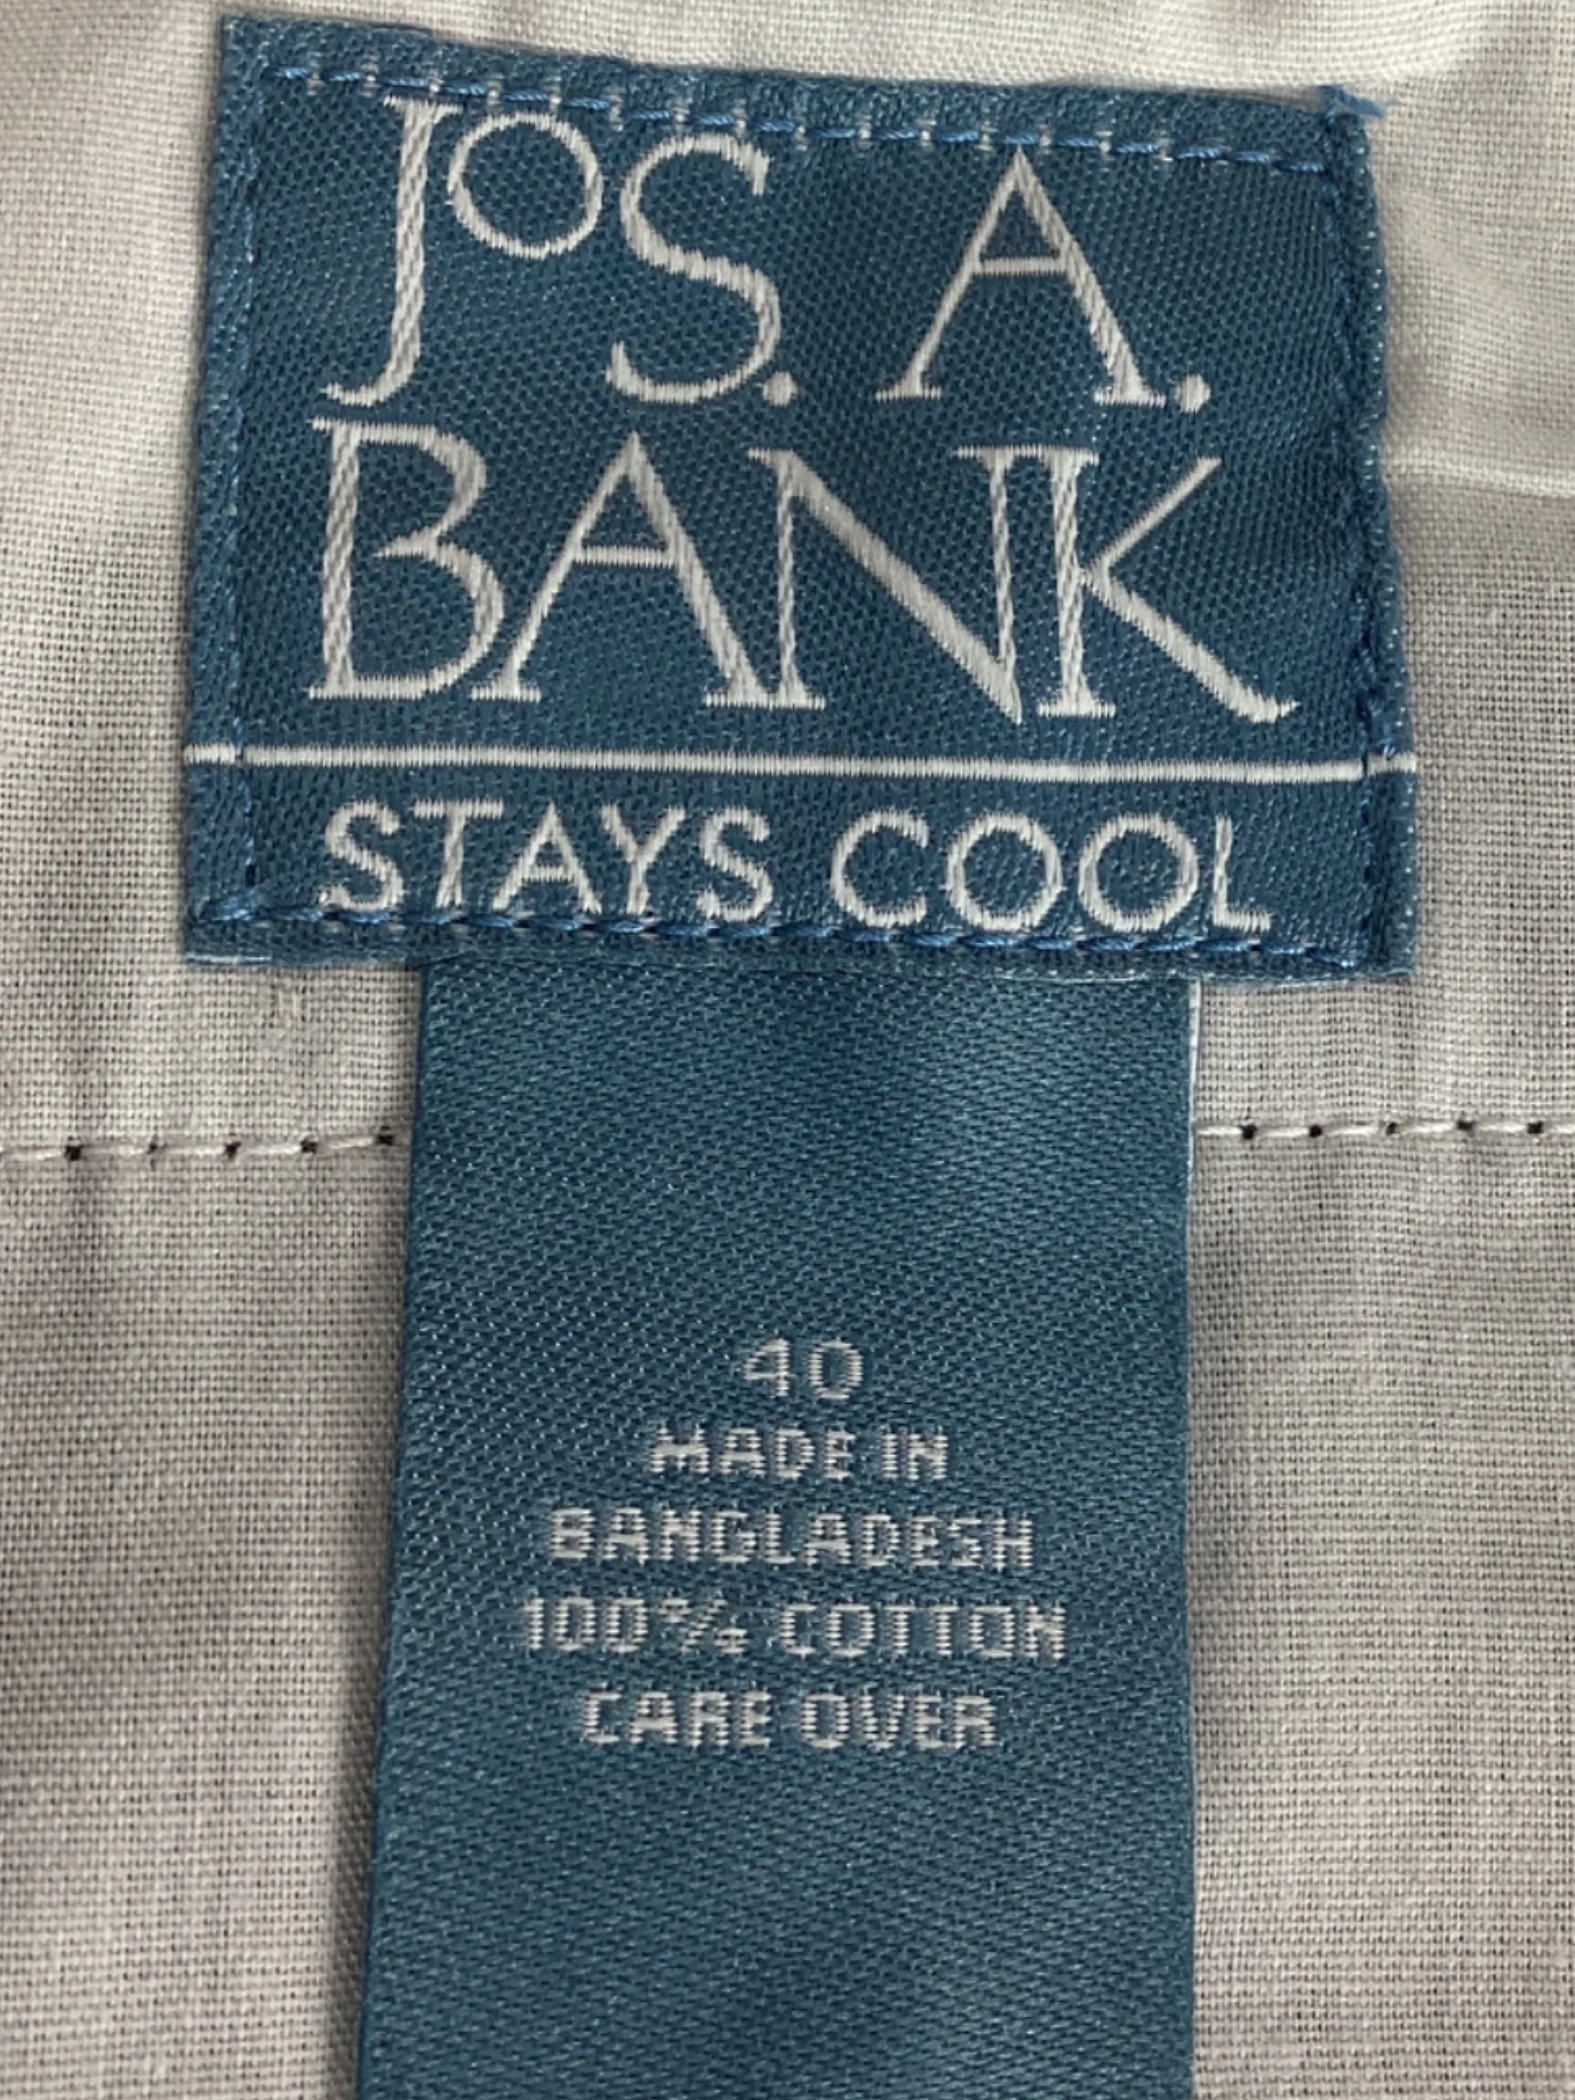 JOS. A.
BANK
STAYS COOL
40
MADE IN
BANGLADESH
100% COTTON
CARE OVER